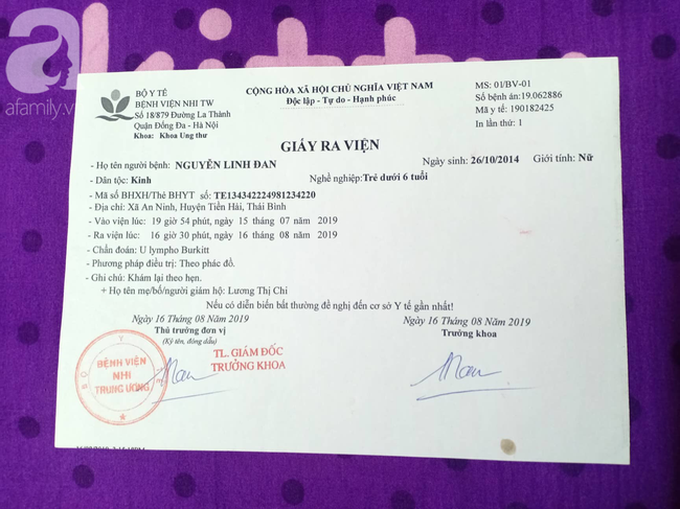 a
afamily.vn
BỘ Y TẾ
BỆNH VIỆN NHI TW
Số 18/879 Đường La Thành
Quận Đống Đa - Hà Nội
Khoa: Khoa Ung thư
CỘNG HÒA XÃ HỘI CHỦ NGHĨA VIỆT NAM
Độc lập - Tự do - Hạnh phúc
MS: 01/BV-01
Số bệnh án:19.062886
Mã y tế: 190182425
In lần thứ: 1
GIẤY RA VIỆN
- Họ tên người bệnh: NGUYỄN LINH ĐAN Ngày sinh: 26/10/2014 Giới tính: Nữ
- Dân tộc: Kinh Nghề nghiệp:Trẻ dưới 6 tuổi
- Mã số BHXH/Thẻ BHYT số: TE134342224981234220
- Địa chỉ: Xã An Ninh, Huyện Tiền Hải, Thái Bình
- Vào viện lúc: 19 giờ 54 phút, ngày 15 tháng 07 năm 2019
- Ra viện lúc: 16 giờ 30 phút, ngày 16 tháng 08 năm 2019
- Chẩn đoán: U lympho Burkitt
- Phương pháp điều trị: Theo phác đồ.
- Ghi chú: Khám lại theo hẹn.
+ Họ tên mẹ/bố/người giám hộ: Lương Thị Chi
Nếu có diễn biến bất thường đề nghị đến cơ sở Y tế gần nhất!
Ngày 16 Tháng 08 Năm 2019
Thủ trưởng đơn vị
(Ký tên, đóng dấu)
Ngày 16 Tháng 08 Năm 2019
Trưởng khoa
TL. GIÁM ĐỐC
TRƯỞNG KHOA
BỆNH VIỆN
NHI
TRUNG ƯƠNG